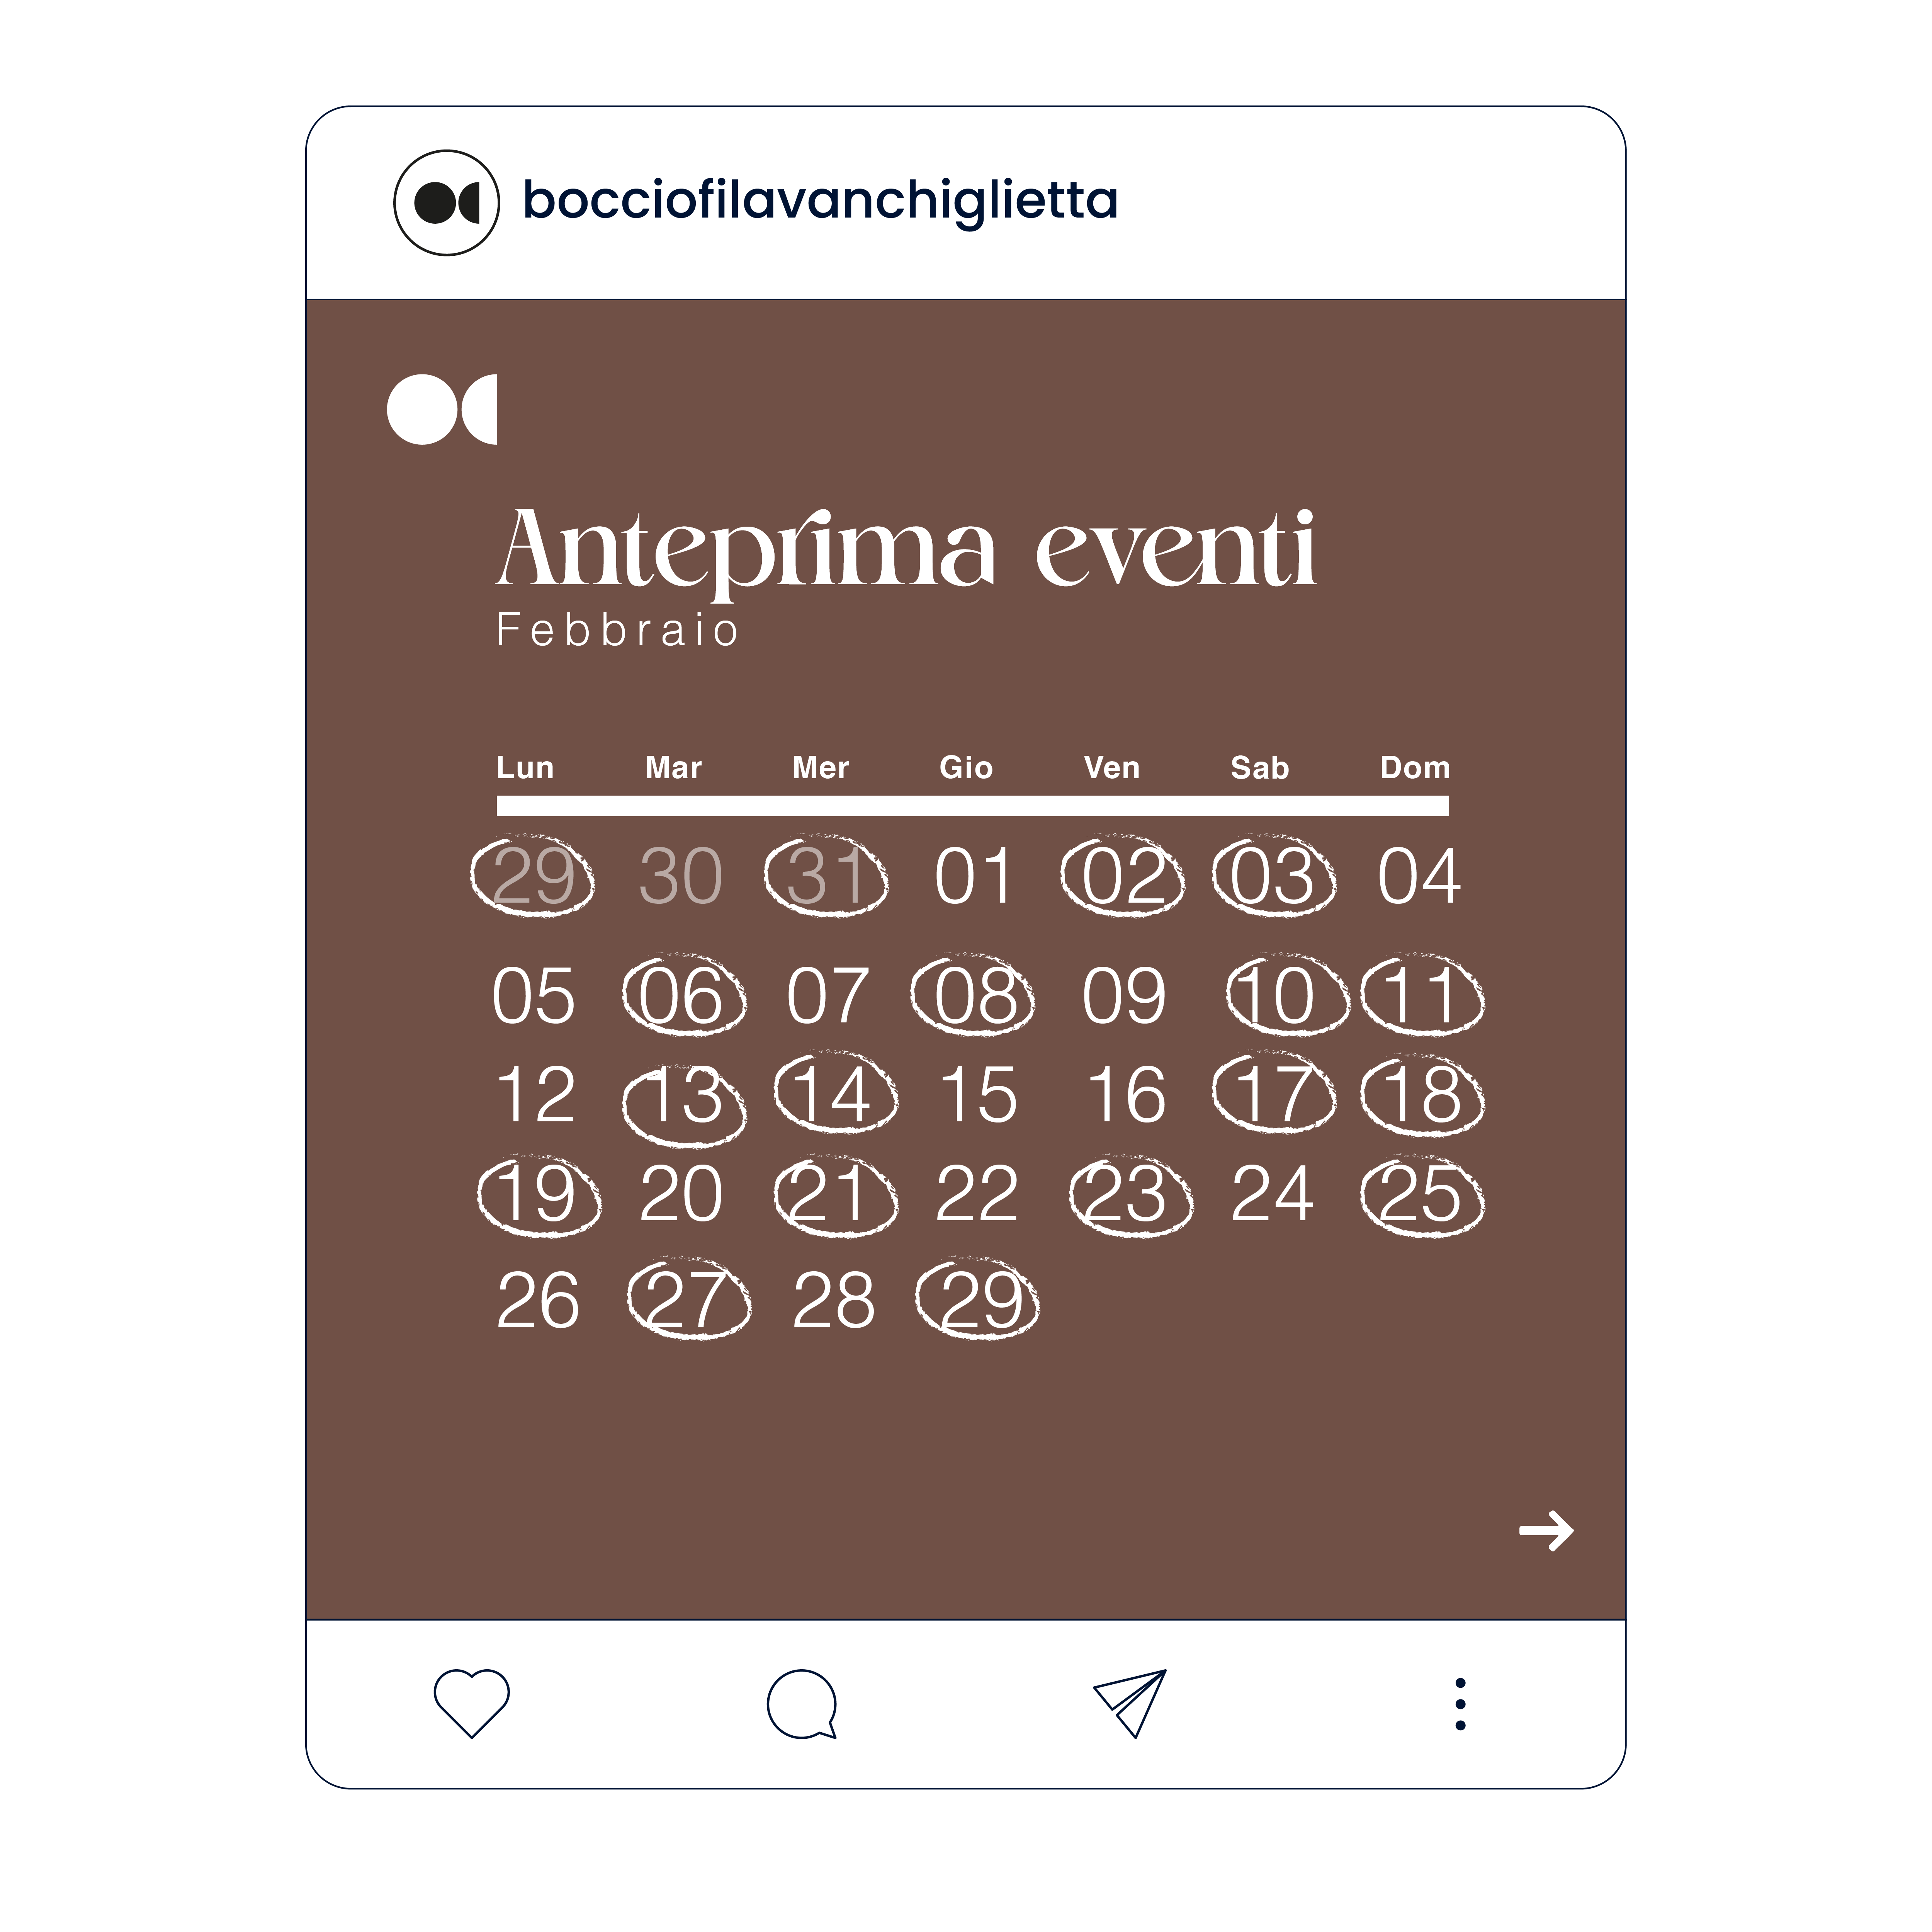 bocciofilavanchiglietta
Anteprima eventi
Febbraio
Lun Mar Mer Gio Ven Sab Dom
29 30 31 01 02 03 04
05 06 07 08 09 10 11
12 13 14 15 16 17 18
19 20 21 22 23 24 25
26 27 28 29